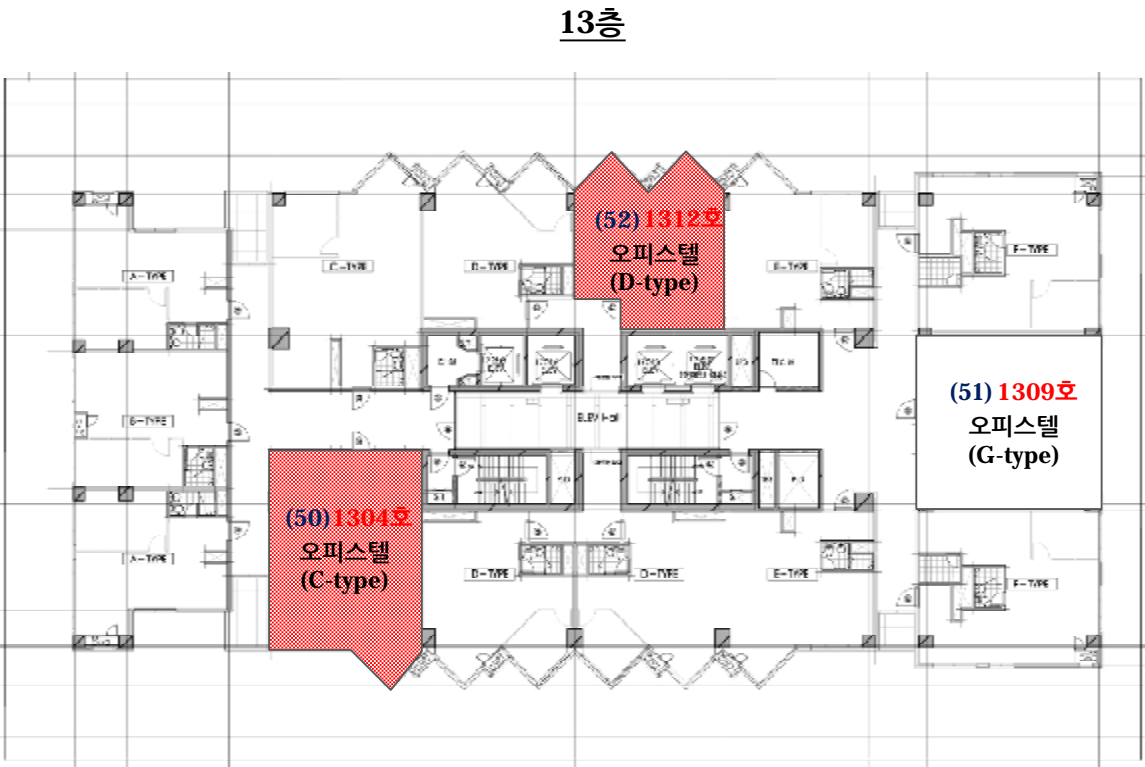 13층
(52) 1312호
오피스텔
(D-type)
A-TYPE
C-TYPE
D-TYPE
E-TYPE
F-TYPE
(51) 1309호
오피스텔
(G-type)
B-TYPE
ELEV Hall
(50) 1304호
오피스텔
(C-type)
A-TYPE
D-TYPE
D-TYPE
E-TYPE
F-TYPE